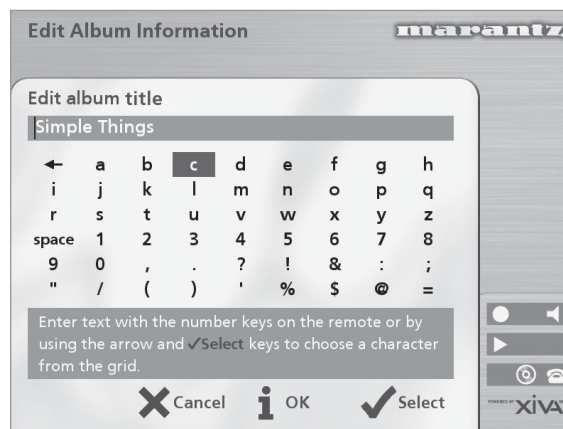 Edit Album Information
marantz
Edit album title
Simple Things
← a b c d e f g h
i j k l m n o p q
r s t u v w x y z
space 1 2 3 4 5 6 7 8
9 0 , . ? ! & : ;
" / ( ) ' % $ @ =
Enter text with the number keys on the remote or by
using the arrow and ✓Select keys to choose a character
from the grid.
Cancel i OK Select
POWERED BY XiVA